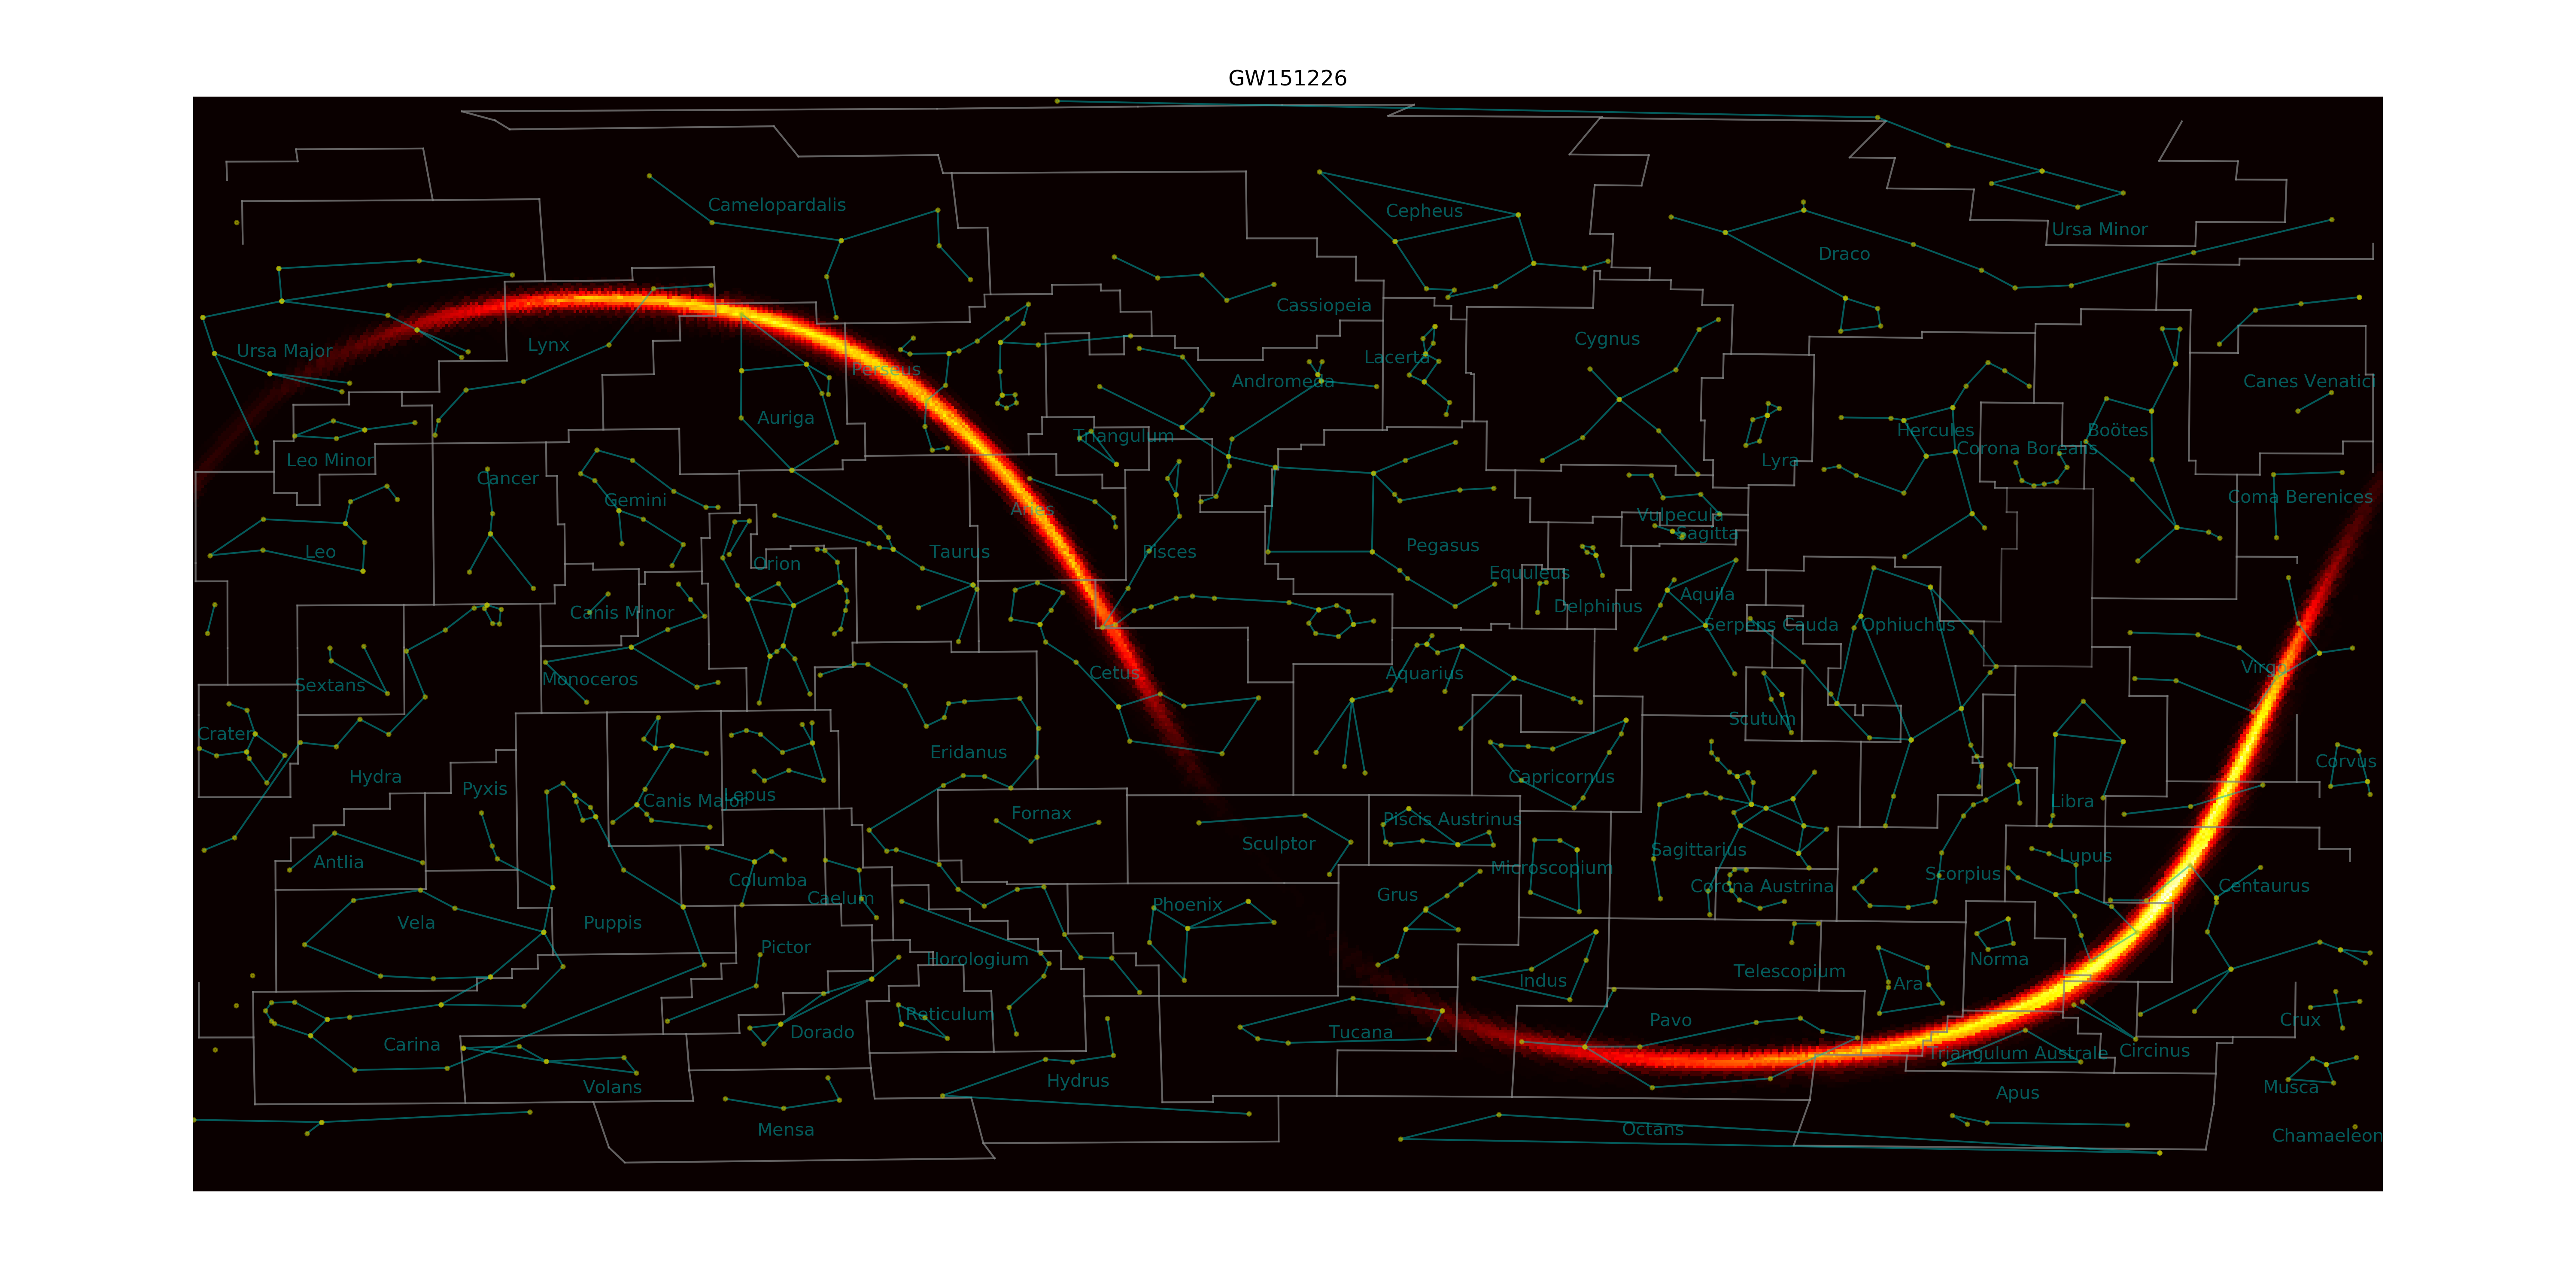 GW151226
Camelopardalis
Cepheus
Ursa Minor
Draco
Cassiopeia
Cygnus
Lynx
Ursa Major
Lacerta
Perseus
Andromeda
Canes Venatici
Auriga
Triangulum
Hercules
Boötes
Corona Borealis
Leo Minor
Lyra
Cancer
Gemini
Coma Berenices
Aries
Vulpecula
Sagitta
Leo
Taurus
Pisces
Pegasus
Orion
Equuleus
Delphinus
Aquila
Canis Minor
Serpens Cauda
Ophiuchus
Virgo
Cetus
Aquarius
Monoceros
Sextans
Scutum
Crater
Eridanus
Corvus
Hydra
Capricornus
Pyxis
Canis Major
Lepus
Libra
Fornax
Piscis Austrinus
Sculptor
Sagittarius
Lupus
Antlia
Microscopium
Scorpius
Columba
Corona Austrina
Centaurus
Caelum
Grus
Phoenix
Vela
Puppis
Pictor
Horologium
Norma
Telescopium
Indus
Ara
Reticulum
Pavo
Crux
Dorado
Tucana
Carina
Triangulum Australe
Circinus
Hydrus
Volans
Musca
Apus
Mensa
Octans
Chamaeleon